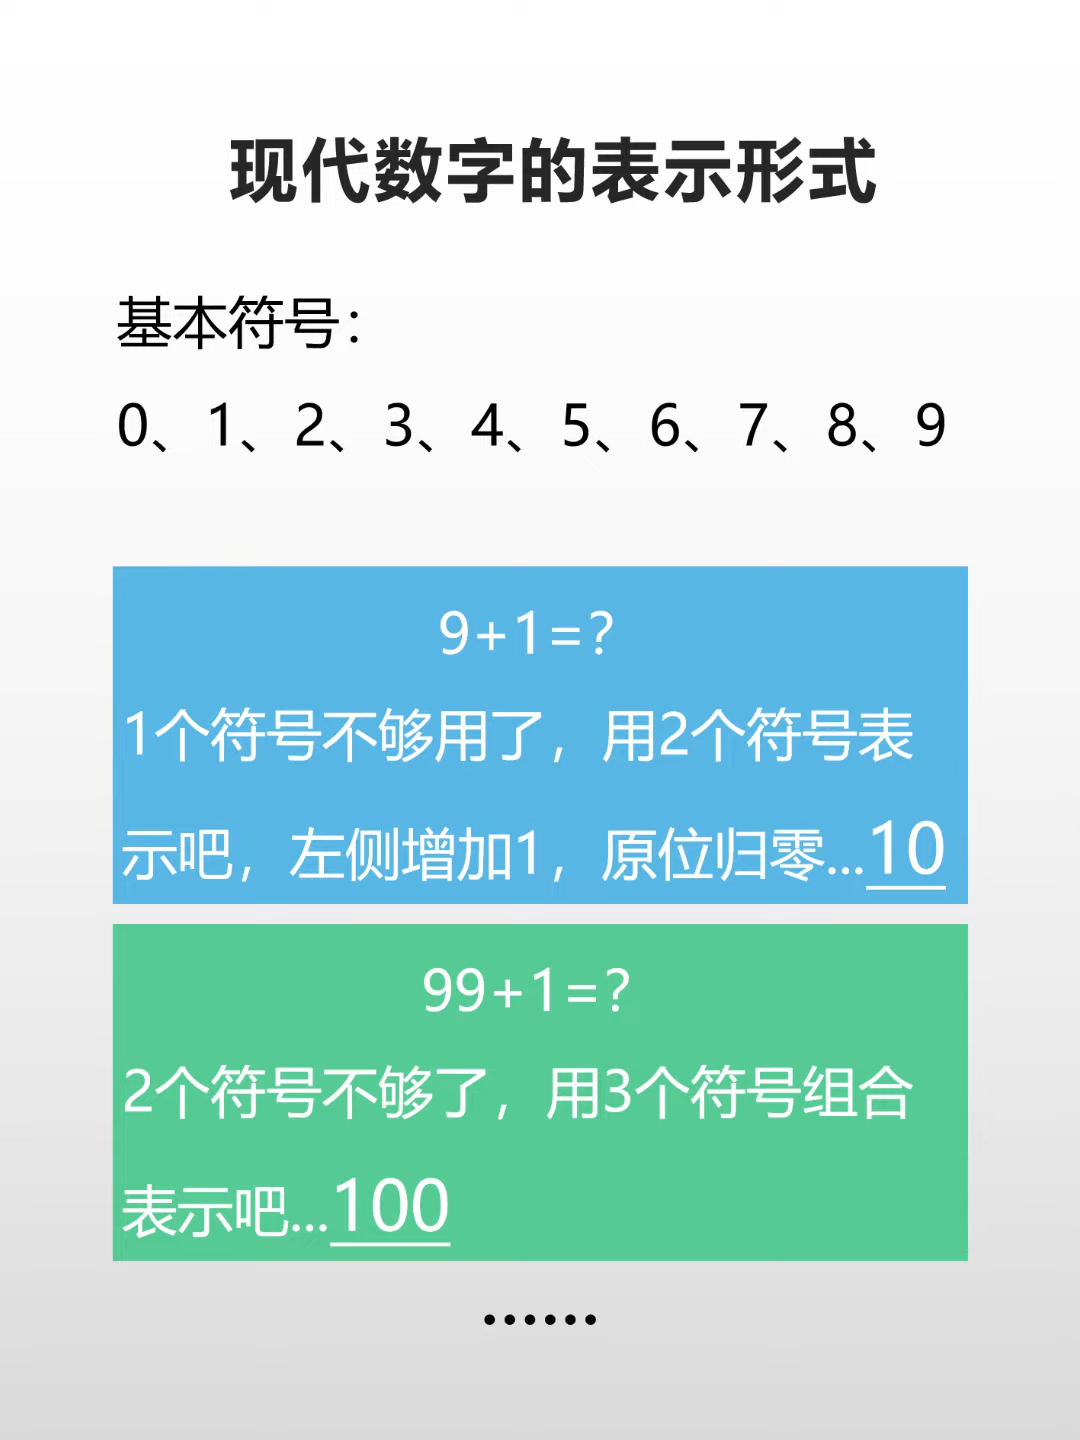 现代数字的表示形式
基本符号：
0、1、2、3、4、5、6、7、8、9
9+1=？
1个符号不够用了，用2个符号表
示吧，左侧增加1，原位归零...10
99+1=？
2个符号不够了，用3个符号组合
表示吧...100
······